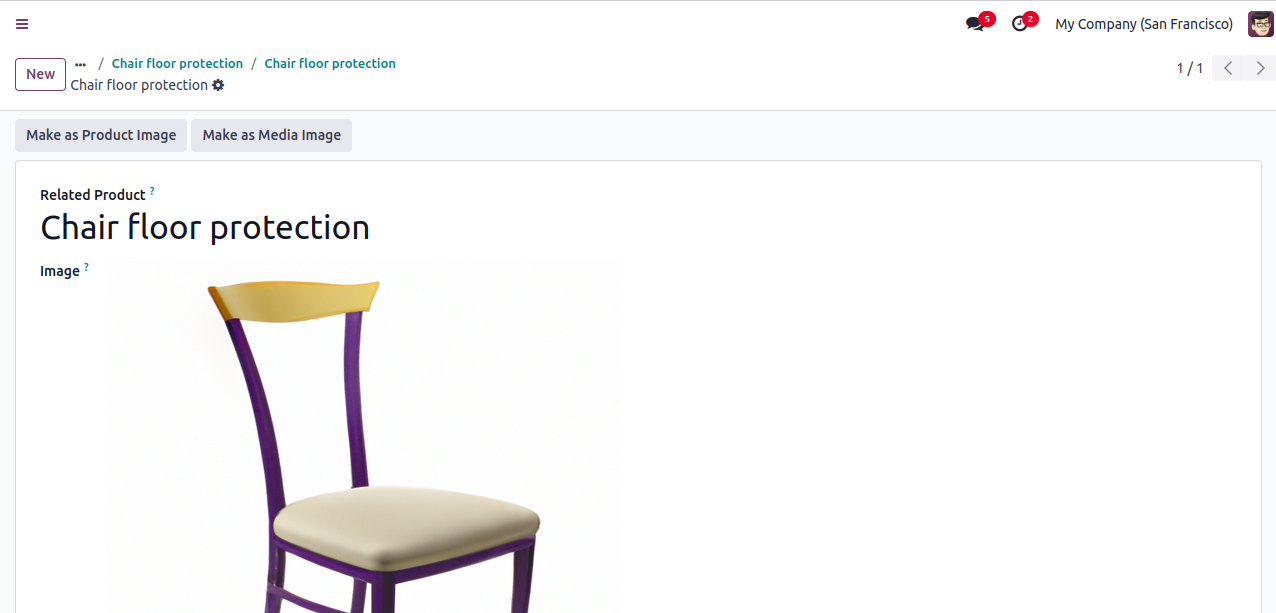 5 2 My Company (San Francisco)
New ... / Chair floor protection / Chair floor protection
Chair floor protection
1 / 1
Make as Product Image Make as Media Image
Related Product ?
Chair floor protection
Image ?